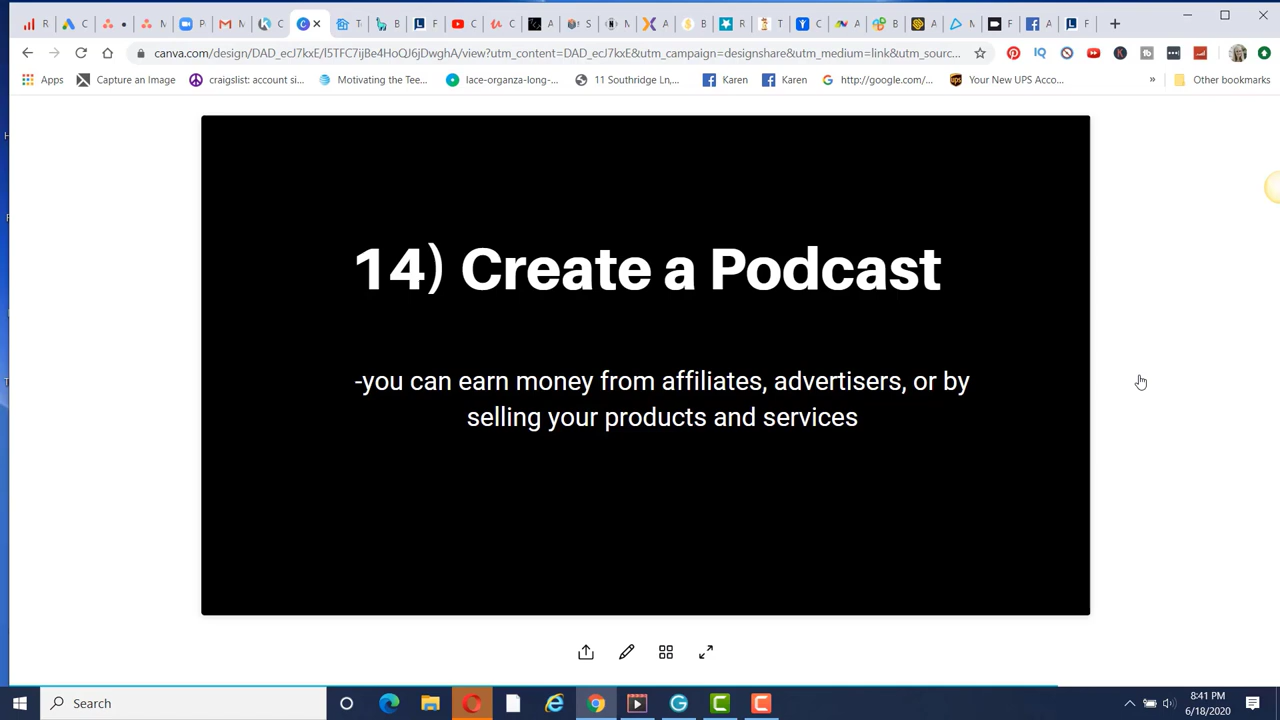 R
C
M
P
M
C
C
T
B
L
C
C
S
N
A
B
R
T
C
A
B
A
M
F
A
F
canva.com/design/DAD_ecJ7kxE/I5TFC7ijBe4HoQJ6jDwghA/view?utm_content=DAD_ecJ7kxE&utm_campaign=designshare&utm_medium=link&utm_sourc...
Apps
Capture an Image
craigslist: account si...
Motivating the Tee...
lace-organza-long-...
11 Southridge Ln,...
Karen
Karen
http://google.com/...
Your New UPS Acco...
»
Other bookmarks
14) Create a Podcast
-you can earn money from affiliates, advertisers, or by
selling your products and services
Search
8:41 PM
6/18/2020